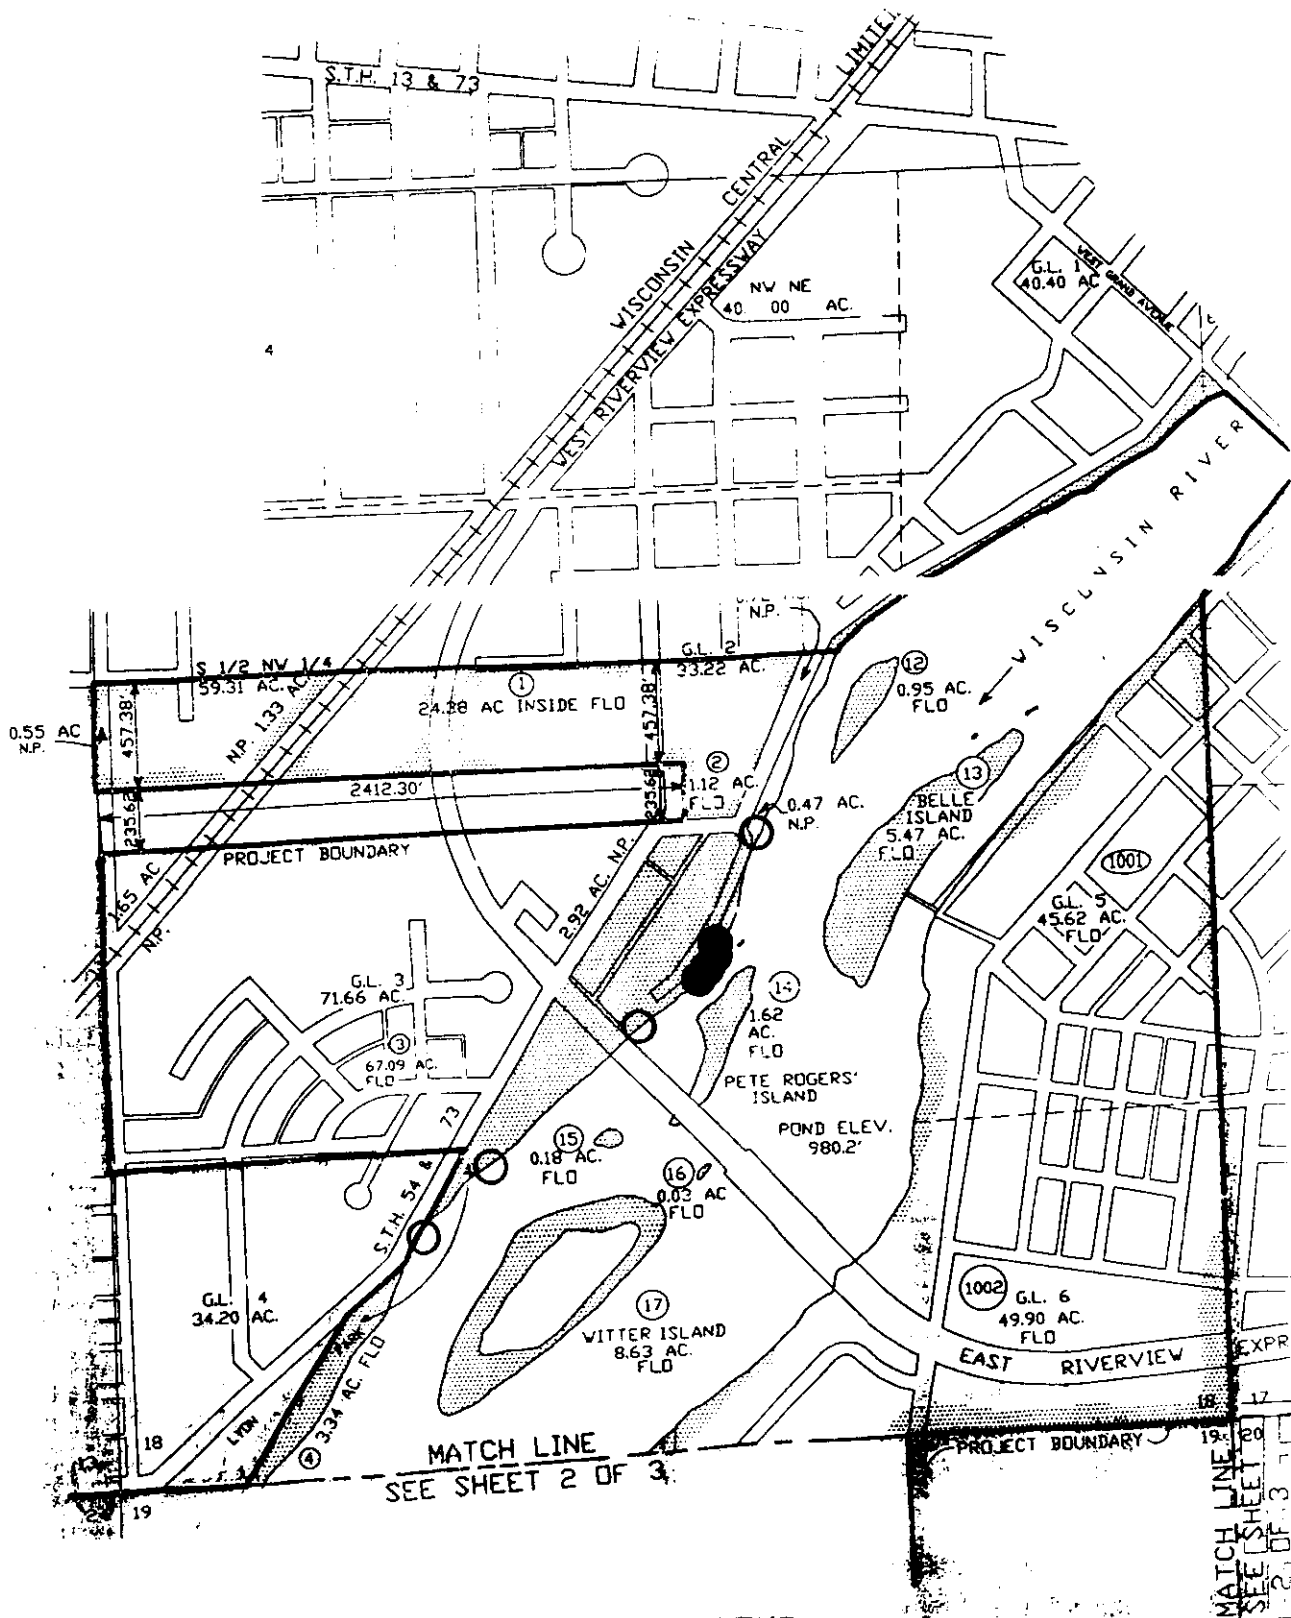 S.T.H. 13 & 73
WISCONSIN CENTRAL
WEST RIVERVIEW EXPRESSWAY
4
NW NE
40.00 AC.
G.L. 1
40.40 AC
WEST GRAND AVENUE
WISCONSIN RIVER
N.P.
S 1/2 NW 1/4
59.31 AC.
G.L. 2
33.22 AC.
1
24.28 AC INSIDE FLO
N.P. 1.33 AC.
0.55 AC
N.P.
457.38'
457.38'
12
0.95 AC.
FLO
2
1.12 AC.
FLO
2412.30'
235.62'
235.62'
0.47 AC.
N.P.
13
BELLE
ISLAND
5.47 AC.
FLO
PROJECT BOUNDARY
1.65 AC
N.P.
2.92 AC. N.P.
1001
G.L. 5
45.62 AC.
FLO
G.L. 3
71.66 AC.
3
67.09 AC.
FLO
14
1.62
AC.
FLO
PETE ROGERS'
ISLAND
POND ELEV.
980.2'
S.T.H. 54 & 73
15
0.18 AC.
FLO
16
0.03 AC
FLO
17
WITTER ISLAND
8.63 AC.
FLO
G.L. 4
34.20 AC.
1002
G.L. 6
49.90 AC.
FLO
EAST RIVERVIEW EXPR
LYON PARK
4
3.34 AC. FLO
18
19
MATCH LINE
SEE SHEET 2 OF 3
PROJECT BOUNDARY
18
17
19
20
MATCH LINE
SEE SHEET
2 OF 3